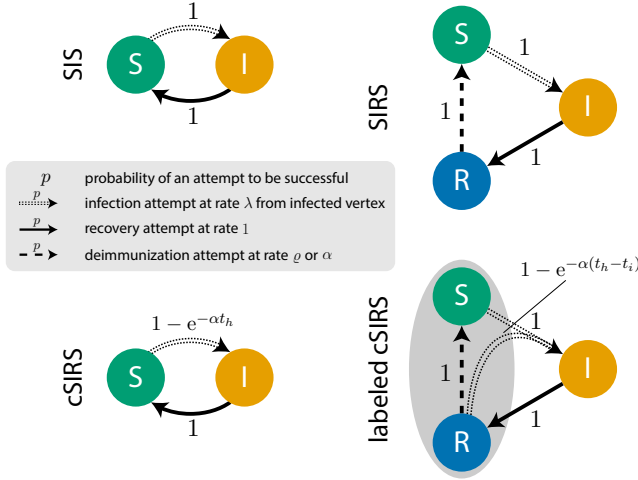 SIS
1
S
I
1
SIRS
S
1
I
1
1
R
p probability of an attempt to be successful
p infection attempt at rate λ from infected vertex
p recovery attempt at rate 1
p deimmunization attempt at rate ϱ or α
cSIRS
1 − e^{−αt_h}
S
I
1
labeled cSIRS
1 − e^{−α(t_h−t_i)}
S
1
I
1
1
R